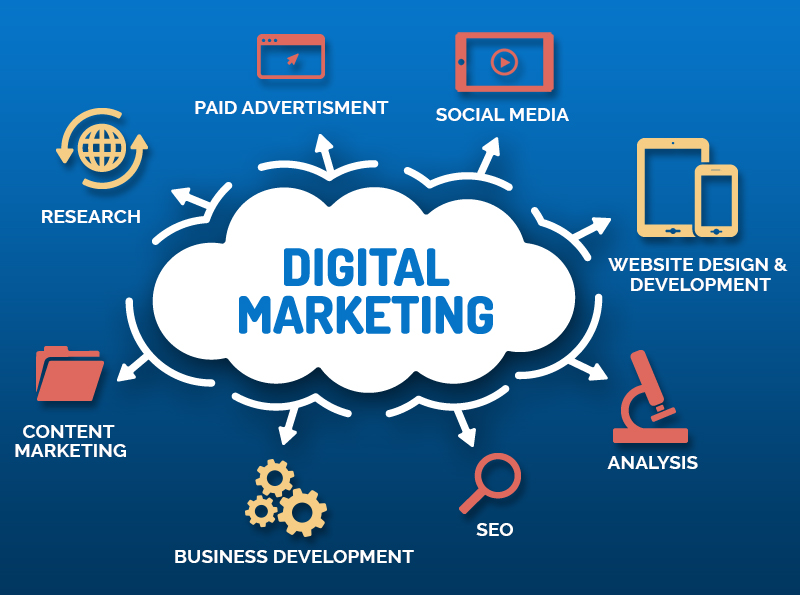 PAID ADVERTISMENT
SOCIAL MEDIA
RESEARCH
WEBSITE DESIGN &
DEVELOPMENT
DIGITAL
MARKETING
CONTENT
MARKETING
ANALYSIS
SEO
BUSINESS DEVELOPMENT